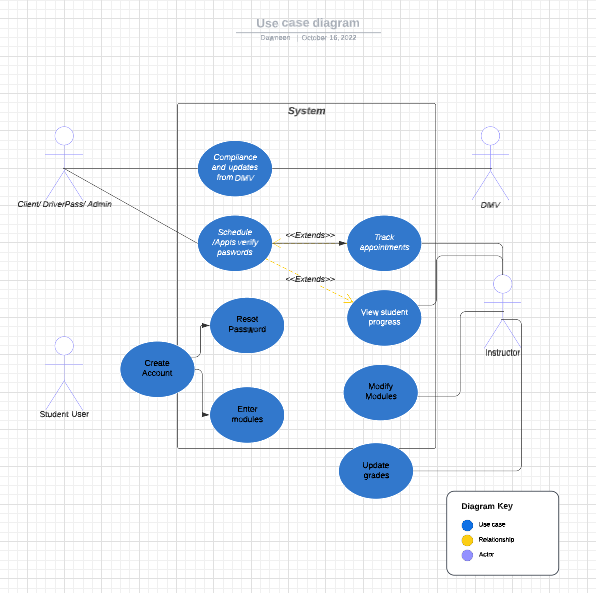 Use case diagram
Dawnson | October 16, 2022
System
Compliance
and updates
from DMV
Client/ DriverPass/ Admin
DMV
Schedule
/Appts verify
paswords
<<Extends>>
Track
appointments
<<Extends>>
View student
progress
Reset
Password
Instructor
Create
Account
Modify
Modules
Student User
Enter
modules
Update
grades
Diagram Key
Use case
Relationship
Actor